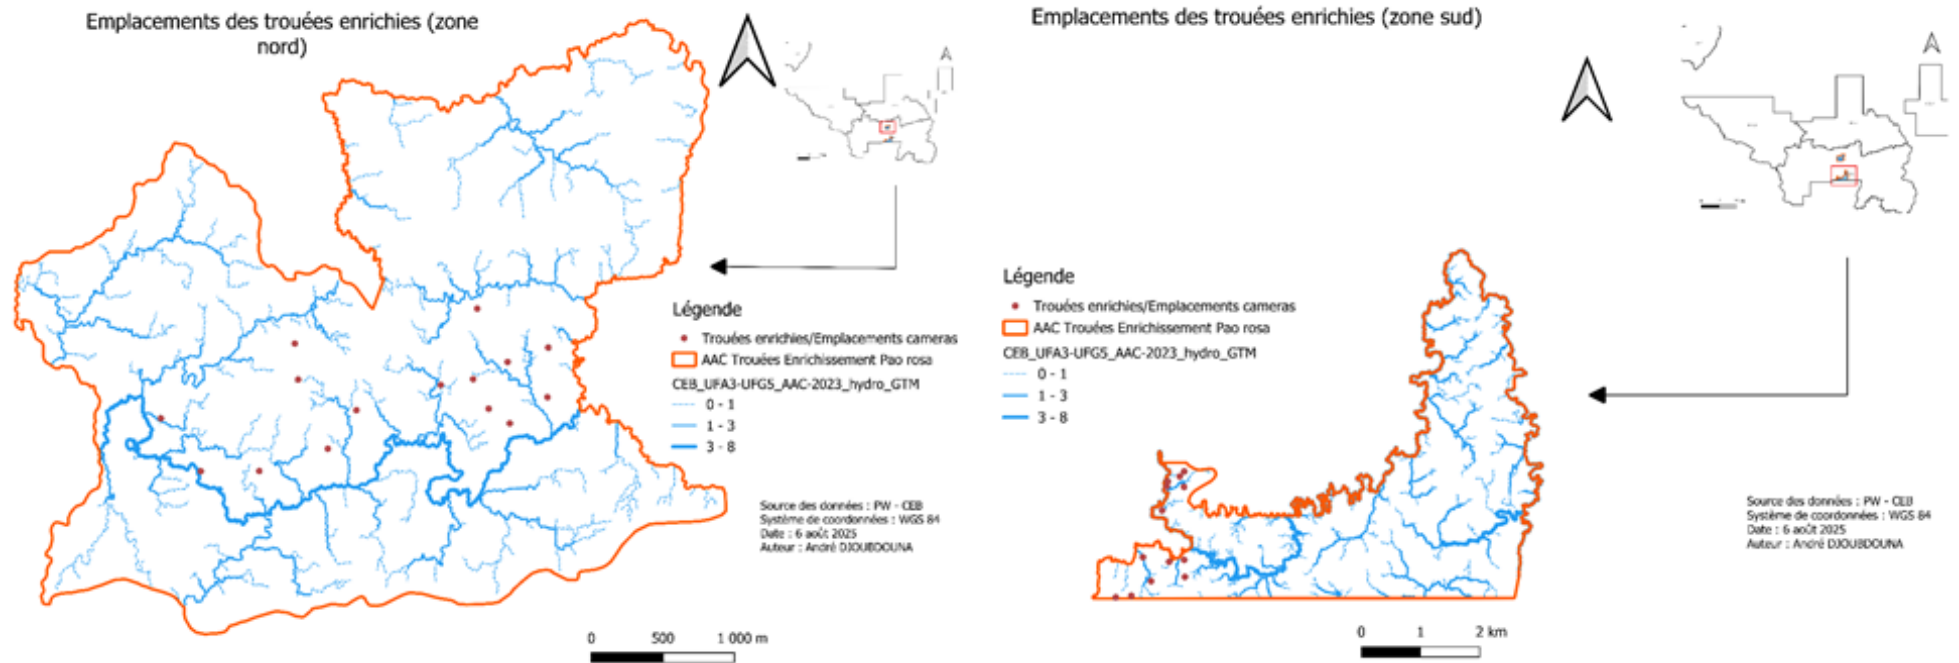 Emplacements des trouées enrichies (zone
nord)
Légende
Trouées enrichies/Emplacements cameras
AAC Trouées Enrichissement Pao rosa
CEB_UFA3-UFG5_AAC-2023_hydro_GTM
0 - 1
1 - 3
3 - 8
Source des données : PW - CEB
Système de coordonnées : WGS 84
Date : 6 août 2025
Auteur : André DJOUBDOUNA
0 500 1 000 m
Emplacements des trouées enrichies (zone sud)
Légende
Trouées enrichies/Emplacements cameras
AAC Trouées Enrichissement Pao rosa
CEB_UFA3-UFG5_AAC-2023_hydro_GTM
0 - 1
1 - 3
3 - 8
Source des données : PW - CEB
Système de coordonnées : WGS 84
Date : 6 août 2025
Auteur : André DJOUBDOUNA
0 1 2 km